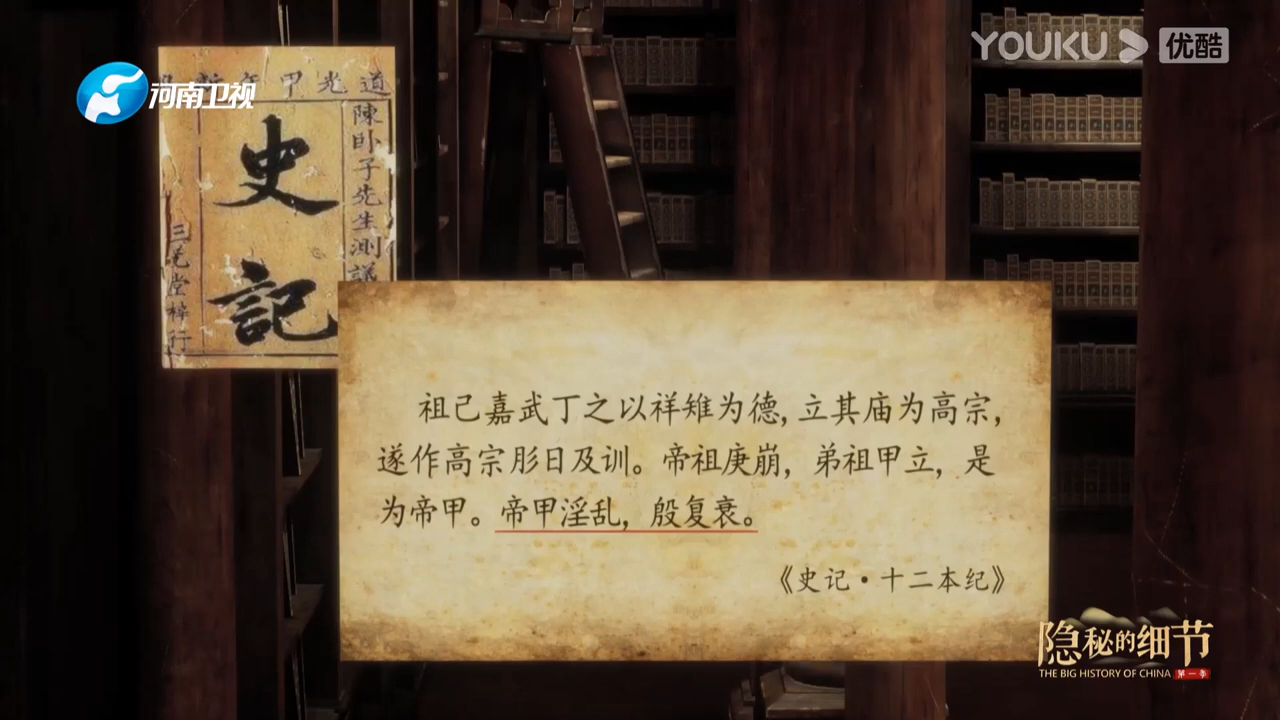 YOUKU 优酷
河南卫视
道光甲午新
陳卧子先生測議
史記
三元堂梓行
祖己嘉武丁之以祥雉为德,立其庙为高宗,
遂作高宗肜日及训。帝祖庚崩,弟祖甲立,是
为帝甲。帝甲淫乱,殷复衰。
《史记·十二本纪》
隐秘的细节
THE BIG HISTORY OF CHINA 第一季